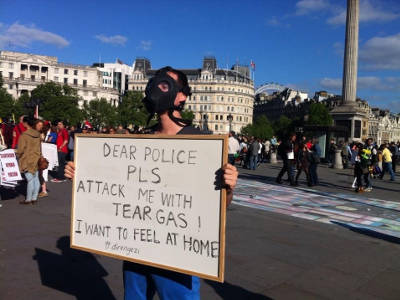 DEAR POLICE
PLS
ATTACK ME WITH
TEAR GAS !
I WANT TO FEEL AT HOME
#direngezi